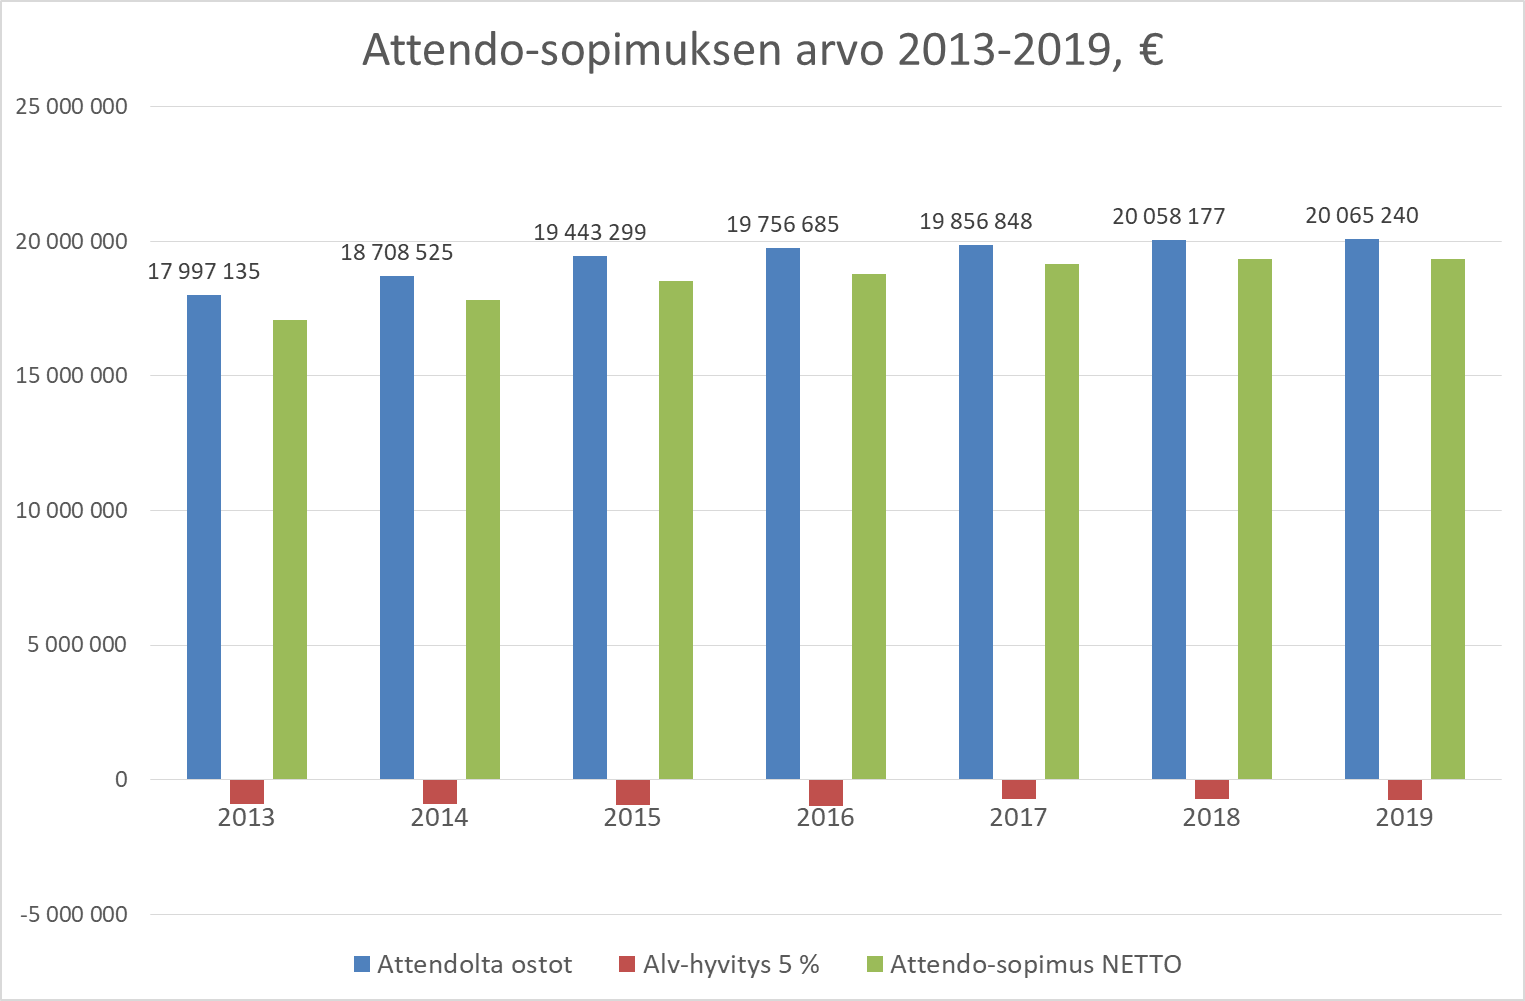 Attendo-sopimuksen arvo 2013-2019, €
25 000 000
20 000 000
15 000 000
10 000 000
5 000 000
0
-5 000 000
17 997 135
18 708 525
19 443 299
19 756 685
19 856 848
20 058 177
20 065 240
2013
2014
2015
2016
2017
2018
2019
Attendolta ostot
Alv-hyvitys 5 %
Attendo-sopimus NETTO